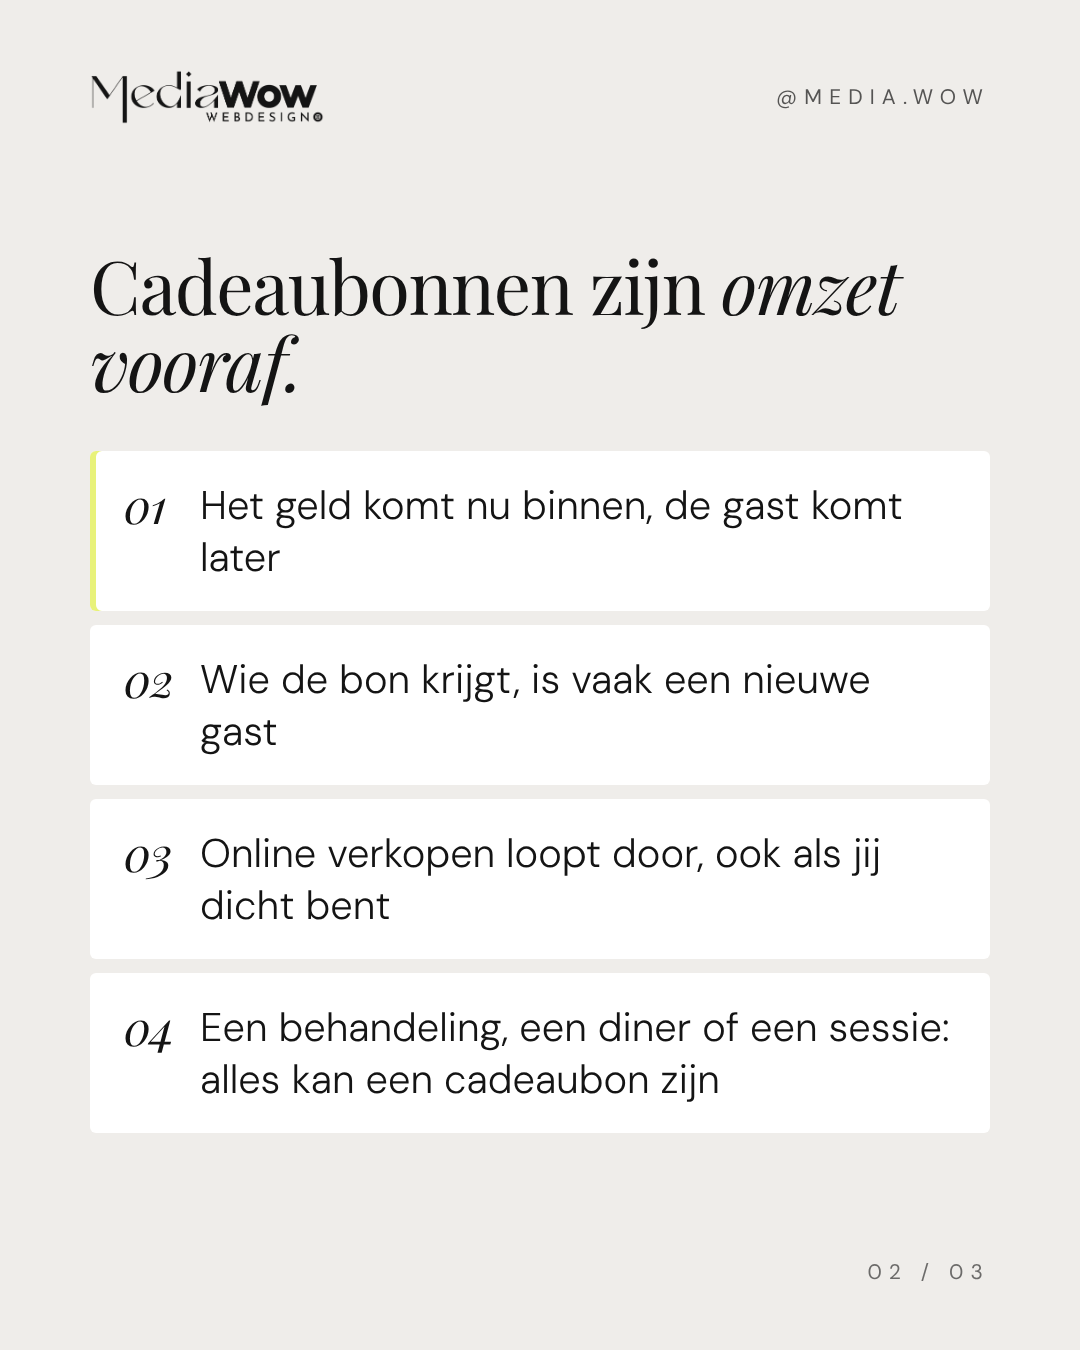 MediaWow
WEBDESIGN
@MEDIA.WOW
Cadeaubonnen zijn omzet
vooraf.
01 Het geld komt nu binnen, de gast komt
later
02 Wie de bon krijgt, is vaak een nieuwe
gast
03 Online verkopen loopt door, ook als jij
dicht bent
04 Een behandeling, een diner of een sessie:
alles kan een cadeaubon zijn
02 / 03